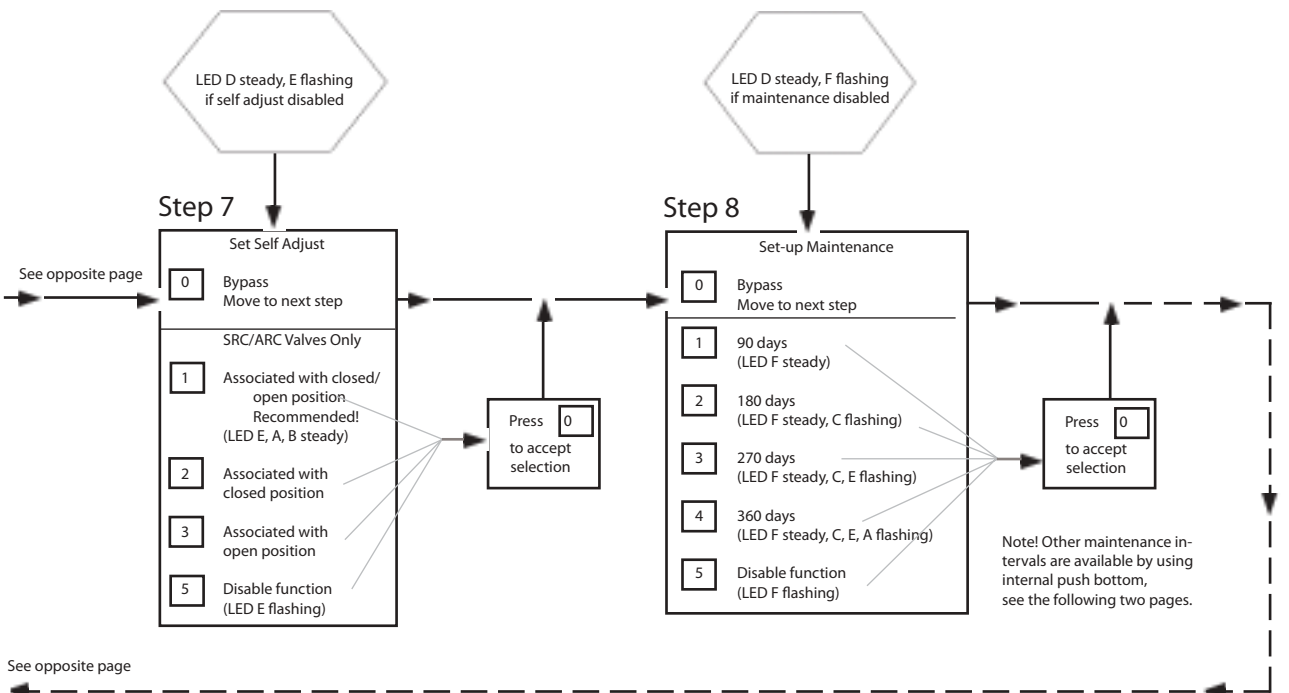 LED D steady, E flashing
if self adjust disabled
LED D steady, F flashing
if maintenance disabled
Step 7
See opposite page
Set Self Adjust
0
Bypass
Move to next step
SRC/ARC Valves Only
1
Associated with closed/
open position
Recommended!
(LED E, A, B steady)
2
Associated with
closed position
3
Associated with
open position
5
Disable function
(LED E flashing)
Press 0
to accept
selection
Step 8
Set-up Maintenance
0
Bypass
Move to next step
1
90 days
(LED F steady)
2
180 days
(LED F steady, C flashing)
3
270 days
(LED F steady, C, E flashing)
4
360 days
(LED F steady, C, E, A flashing)
5
Disable function
(LED F flashing)
Press 0
to accept
selection
Note! Other maintenance in-
tervals are available by using
internal push bottom,
see the following two pages.
See opposite page